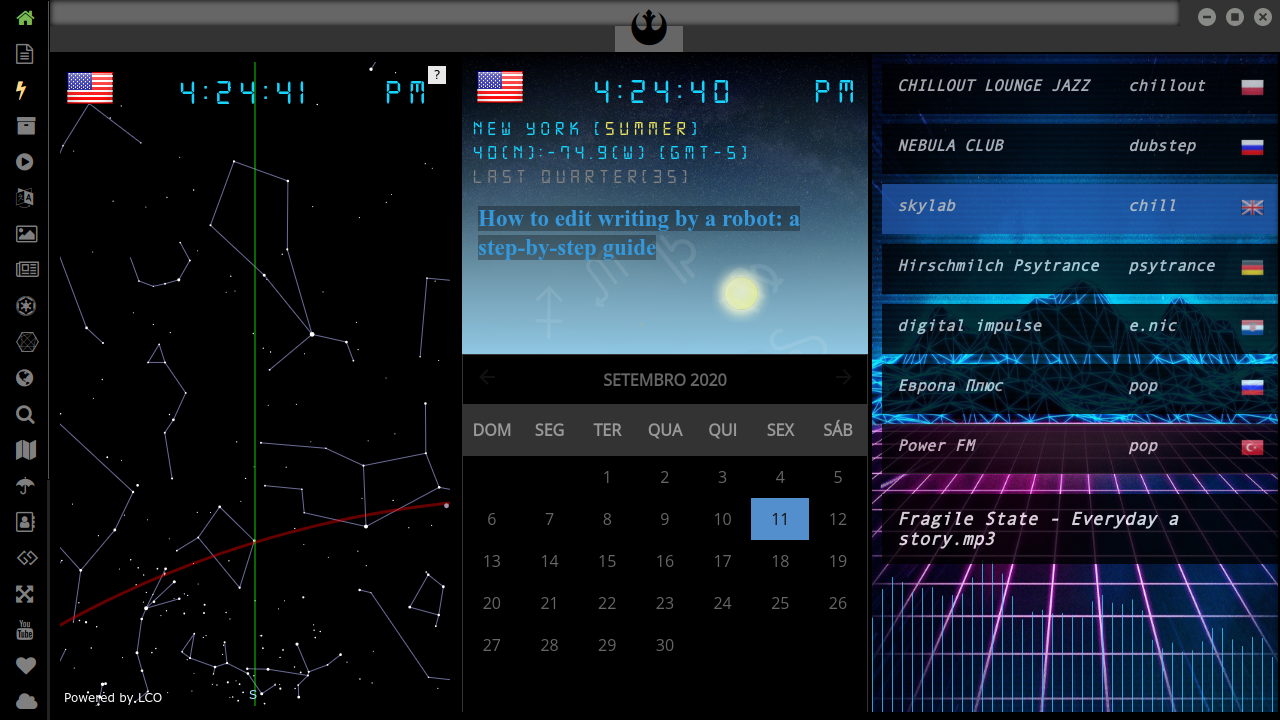 4:24:41 PM
?
Powered by LCO
S
4:24:40 PM
NEW YORK (SUMMER)
40(N):-74.9(W) (GMT-5)
LAST QUARTER(35)
How to edit writing by a robot: a
step-by-step guide
SETEMBRO 2020
DOM SEG TER QUA QUI SEX SÁB
1 2 3 4 5
6 7 8 9 10 11 12
13 14 15 16 17 18 19
20 21 22 23 24 25 26
27 28 29 30
CHILLOUT LOUNGE JAZZ chillout
NEBULA CLUB dubstep
skylab chill
Hirschmilch Psytrance psytrance
digital impulse e.nic
Европа Плюс pop
Power FM pop
Fragile State - Everyday a
story.mp3
You
Tube